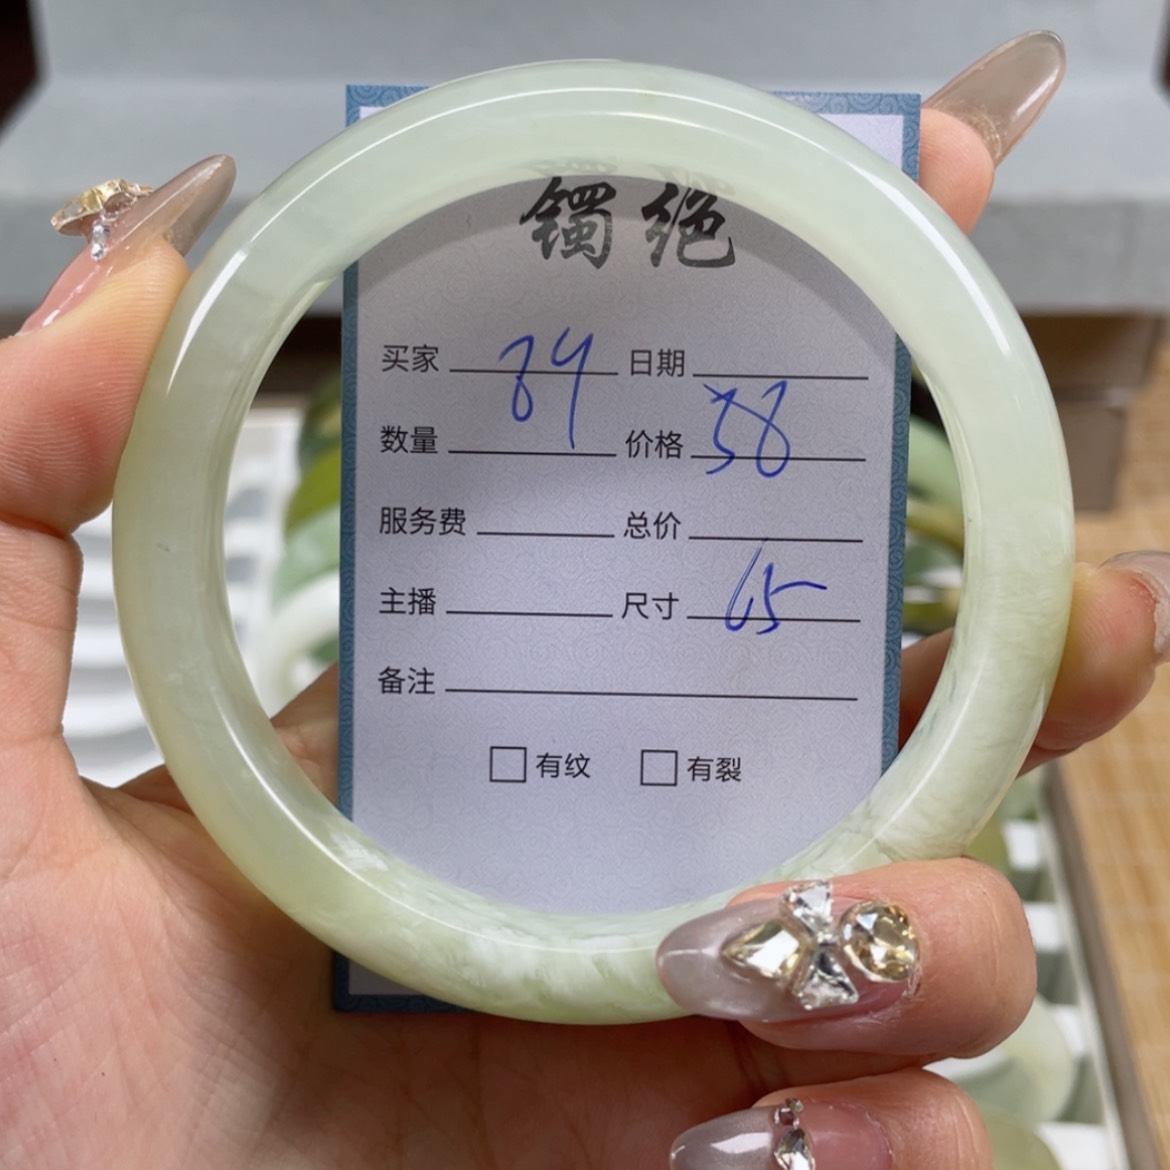 镯绝
买家 84 日期
数量 价格 58
服务费 总价
主播 尺寸 65
备注
有纹 有裂